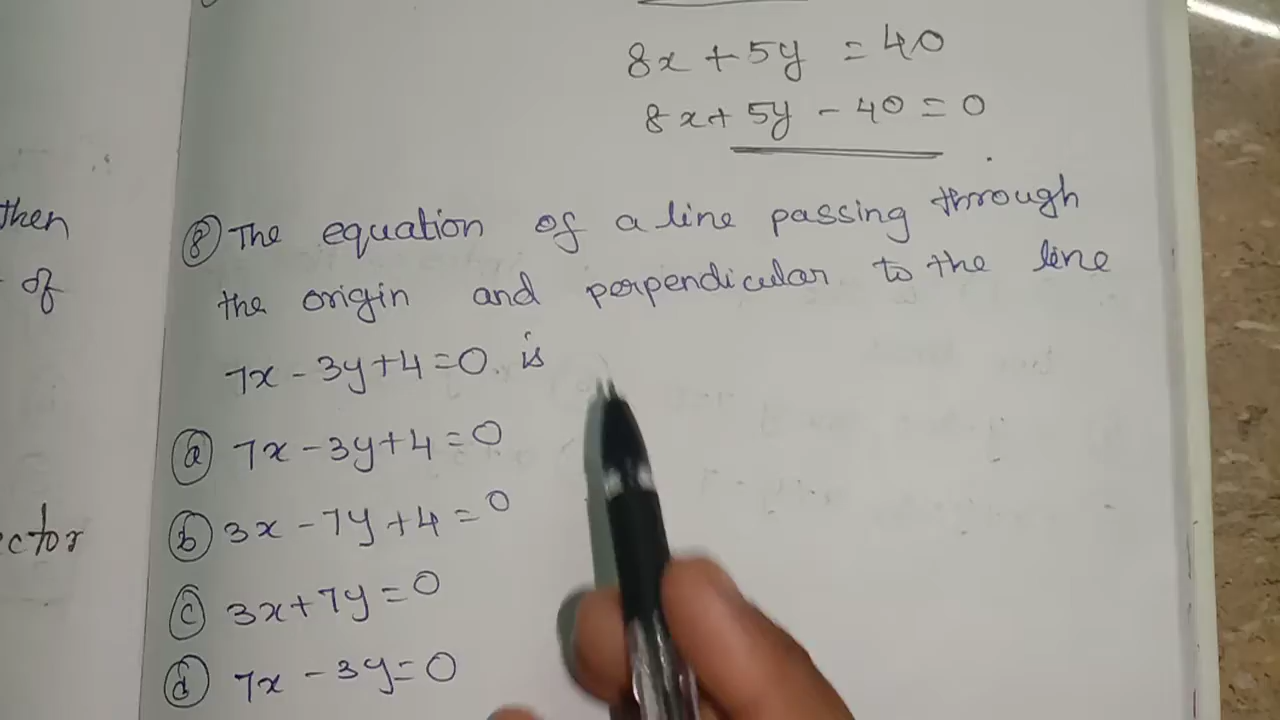 8x + 5y = 40
8x + 5y - 40 = 0
then
of
⑧ The equation of a line passing through
the origin and perpendicular to the line
7x - 3y + 4 = 0. is
ⓐ 7x - 3y + 4 = 0
ⓑ 3x - 7y + 4 = 0
ector
ⓒ 3x + 7y = 0
ⓓ 7x - 3y = 0